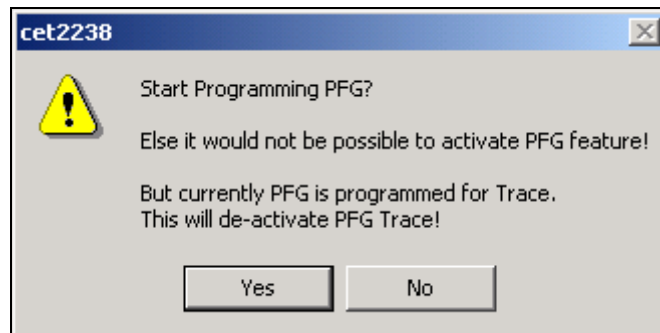 cet2238
Start Programming PFG?
Else it would not be possible to activate PFG feature!
But currently PFG is programmed for Trace.
This will de-activate PFG Trace!
Yes
No